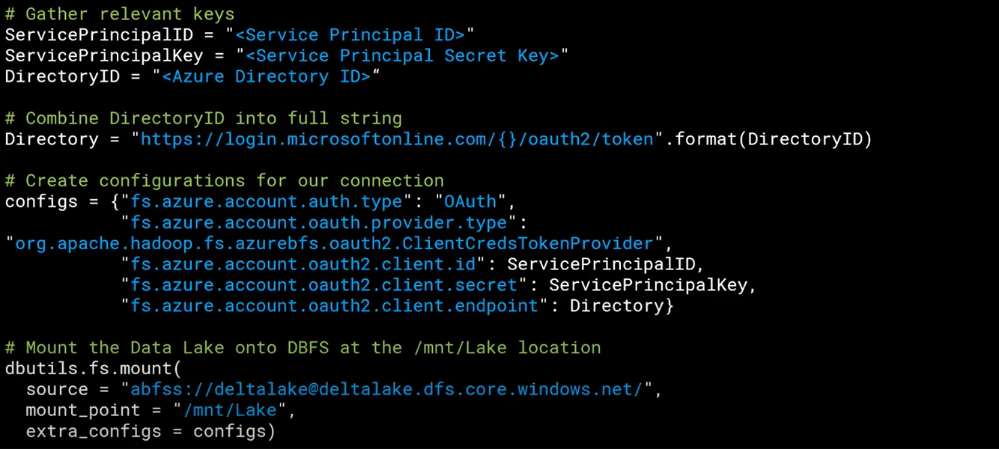 # Gather relevant keys
ServicePrincipalID = "<Service Principal ID>"
ServicePrincipalKey = "<Service Principal Secret Key>"
DirectoryID = "<Azure Directory ID>“
# Combine DirectoryID into full string
Directory = "https://login.microsoftonline.com/{}/oauth2/token".format(DirectoryID)
# Create configurations for our connection
configs = {"fs.azure.account.auth.type": "OAuth",
"fs.azure.account.oauth.provider.type":
"org.apache.hadoop.fs.azurebfs.oauth2.ClientCredsTokenProvider",
"fs.azure.account.oauth2.client.id": ServicePrincipalID,
"fs.azure.account.oauth2.client.secret": ServicePrincipalKey,
"fs.azure.account.oauth2.client.endpoint": Directory}
# Mount the Data Lake onto DBFS at the /mnt/Lake location
dbutils.fs.mount(
source = "abfss://deltalake@deltalake.dfs.core.windows.net/",
mount_point = "/mnt/Lake",
extra_configs = configs)